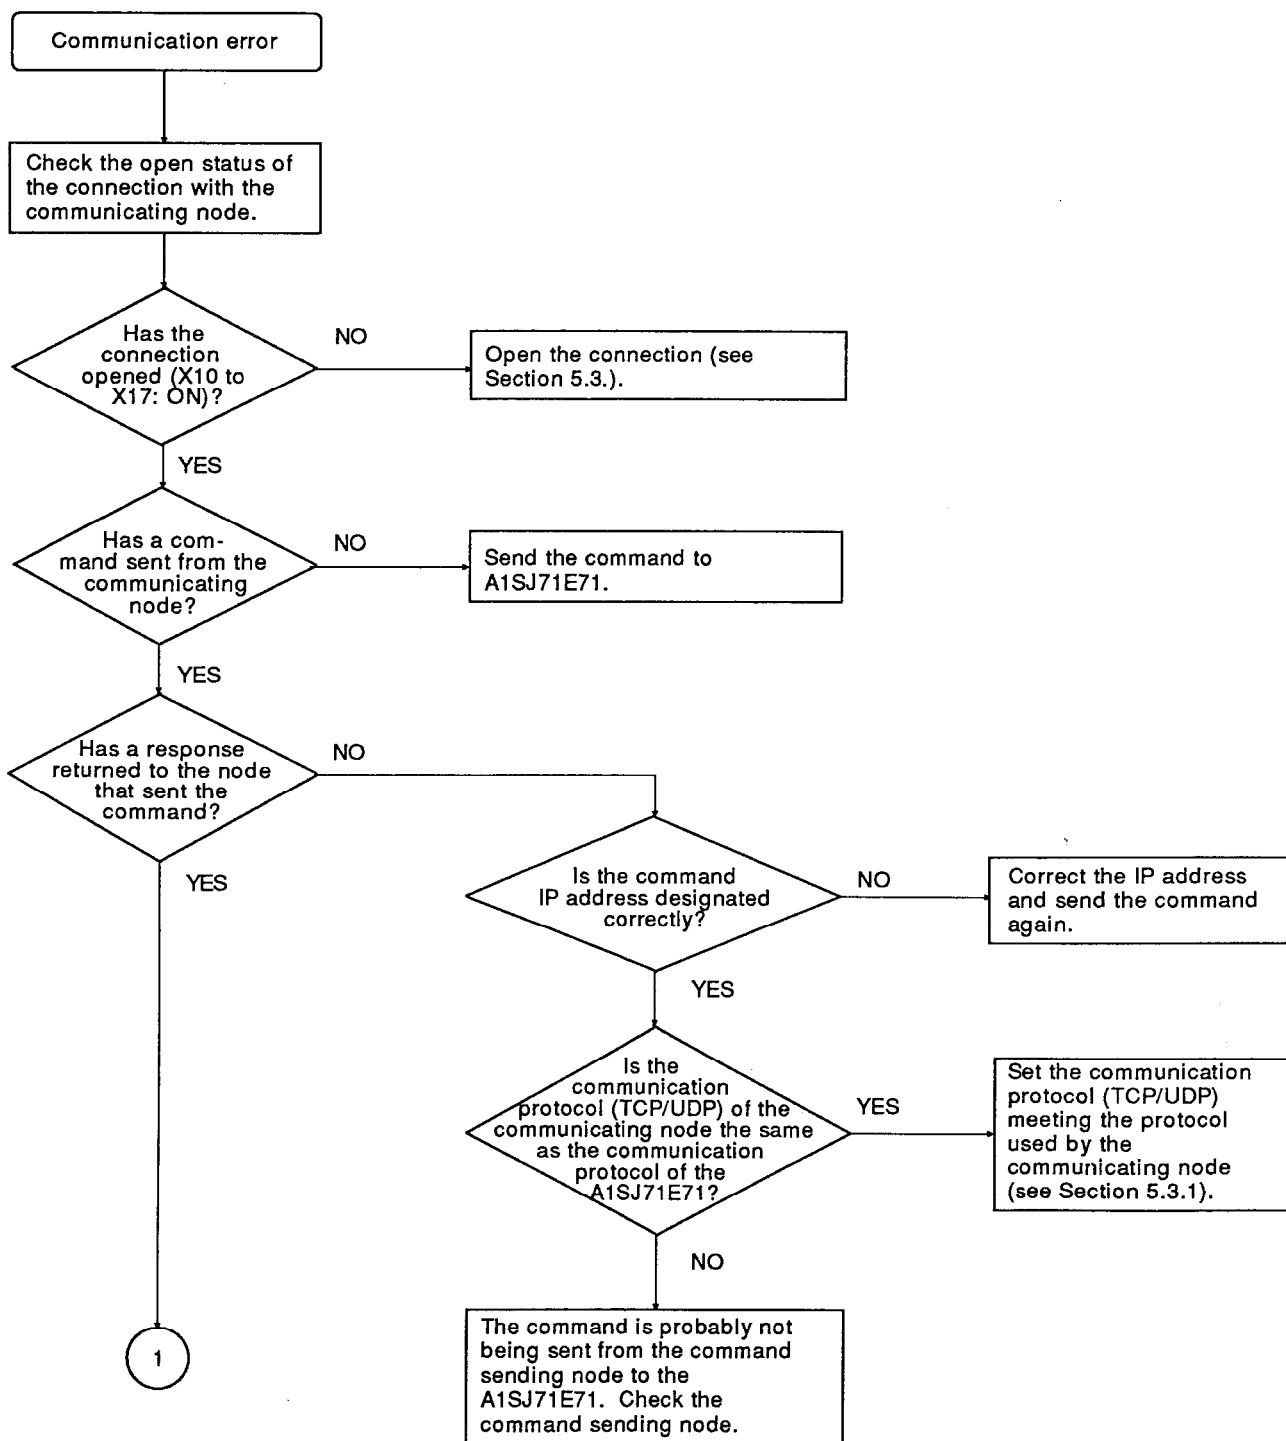 Communication error
Check the open status of
the connection with the
communicating node.
Has the
connection
opened (X10 to
X17: ON)?
NO
Open the connection (see
Section 5.3.).
YES
Has a com-
mand sent from the
communicating
node?
NO
Send the command to
A1SJ71E71.
YES
Has a response
returned to the node
that sent the
command?
NO
YES
Is the command
IP address designated
correctly?
NO
Correct the IP address
and send the command
again.
YES
Is the
communication
protocol (TCP/UDP) of the
communicating node the same
as the communication
protocol of the
A1SJ71E71?
YES
Set the communication
protocol (TCP/UDP)
meeting the protocol
used by the
communicating node
(see Section 5.3.1).
NO
The command is probably not
being sent from the command
sending node to the
A1SJ71E71. Check the
command sending node.
1